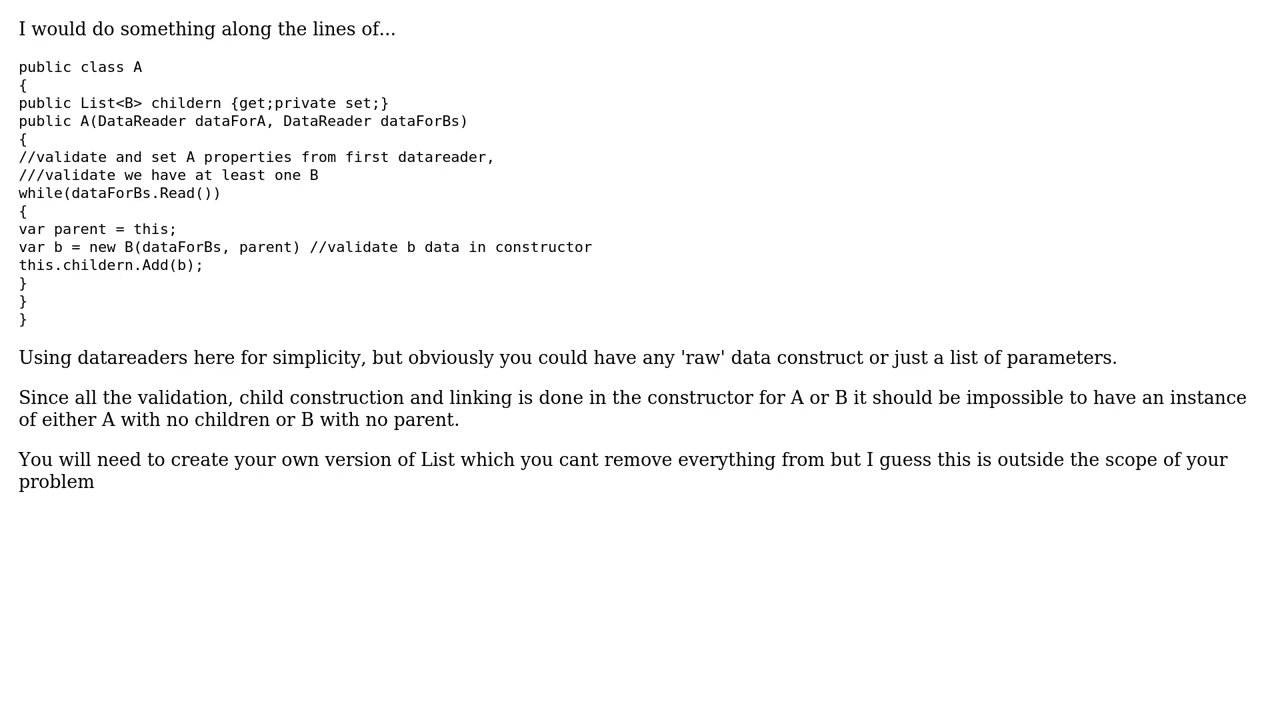 I would do something along the lines of...
public class A
{
public List<B> childern {get;private set;}
public A(DataReader dataForA, DataReader dataForBs)
{
//validate and set A properties from first datareader,
///validate we have at least one B
while(dataForBs.Read())
{
var parent = this;
var b = new B(dataForBs, parent) //validate b data in constructor
this.childern.Add(b);
}
}
}
Using datareaders here for simplicity, but obviously you could have any 'raw' data construct or just a list of parameters.
Since all the validation, child construction and linking is done in the constructor for A or B it should be impossible to have an instance
of either A with no children or B with no parent.
You will need to create your own version of List which you cant remove everything from but I guess this is outside the scope of your
problem